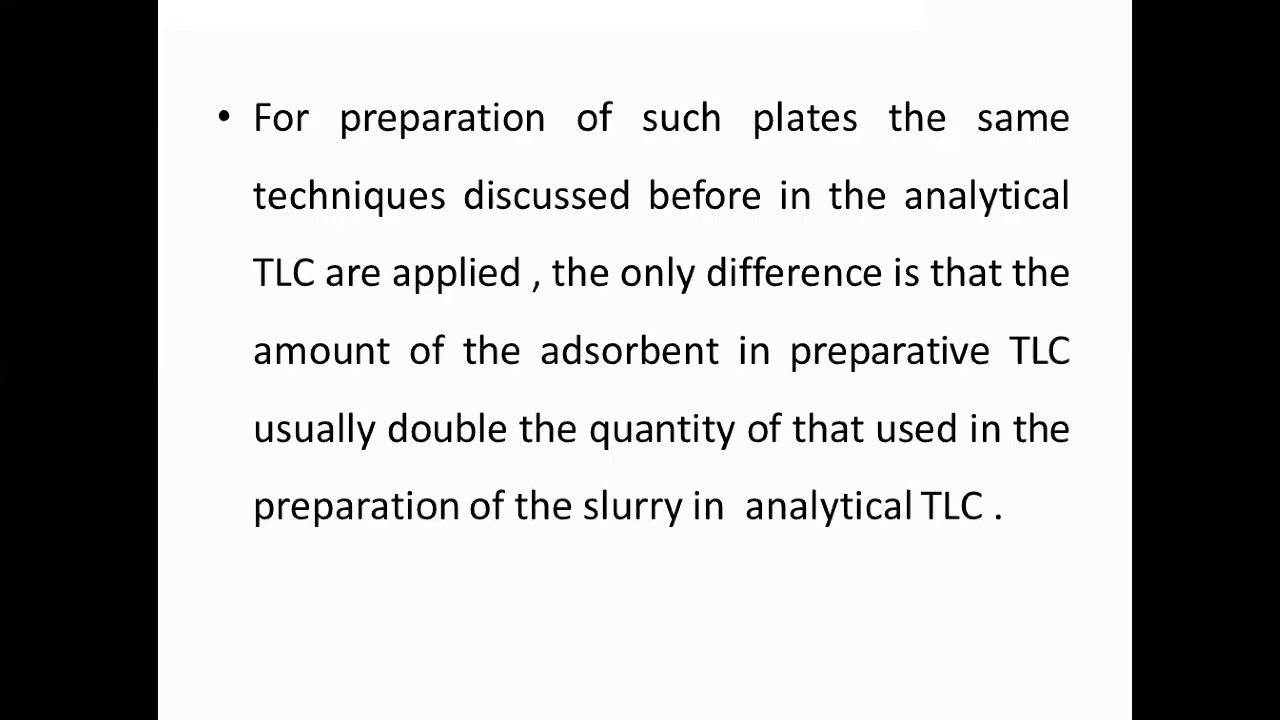 • For preparation of such plates the same
techniques discussed before in the analytical
TLC are applied , the only difference is that the
amount of the adsorbent in preparative TLC
usually double the quantity of that used in the
preparation of the slurry in  analytical TLC .